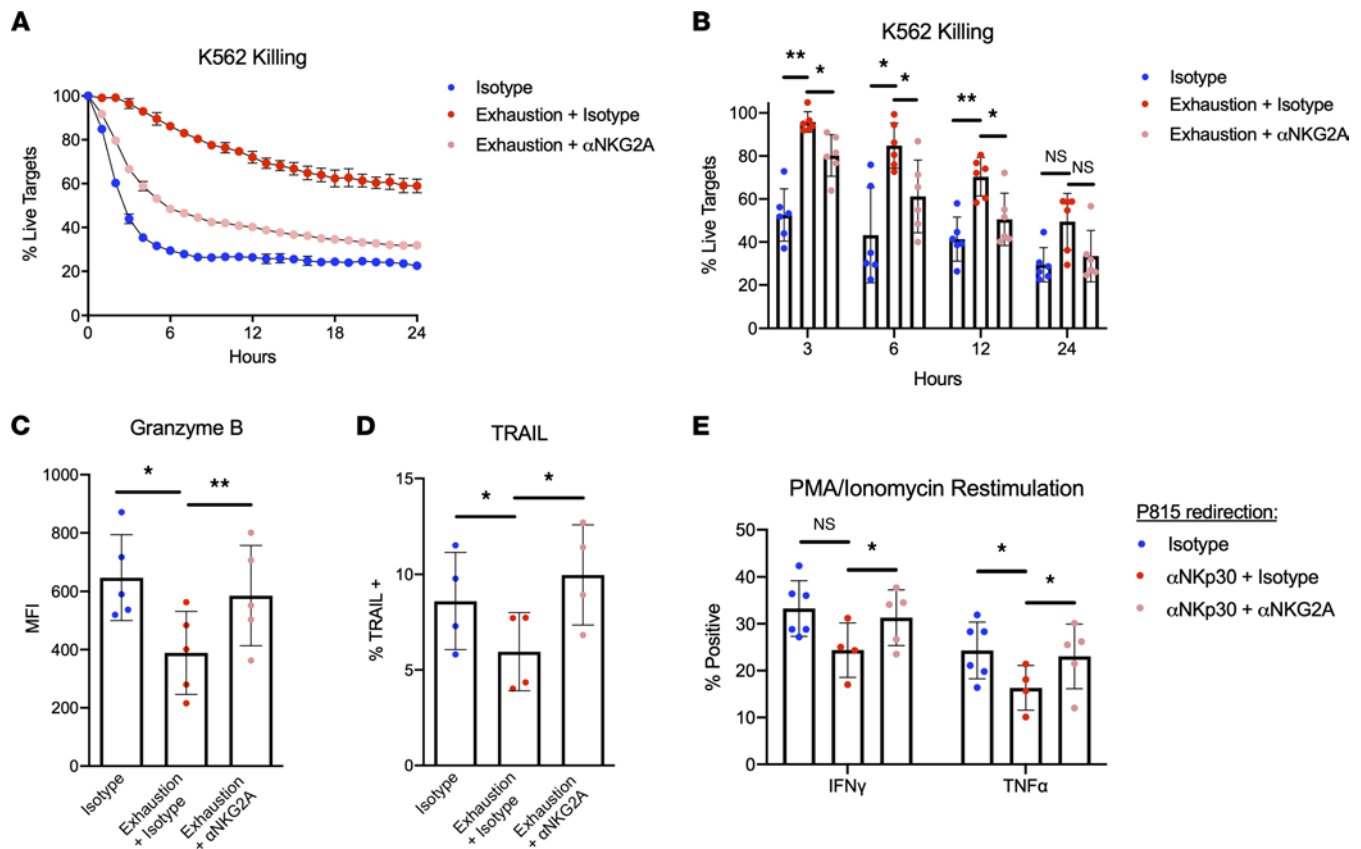 A
K562 Killing
% Live Targets
100
80
60
40
20
0
0 6 12 18 24
Hours
Isotype
Exhaustion + Isotype
Exhaustion + αNKG2A
B
K562 Killing
% Live Targets
100
80
60
40
20
0
** * * * ** * NS NS
3 6 12 24
Hours
Isotype
Exhaustion + Isotype
Exhaustion + αNKG2A
C
Granzyme B
MFI
1000
800
600
400
200
0
* **
Isotype
Exhaustion
+ Isotype
Exhaustion
+ αNKG2A
D
TRAIL
% TRAIL +
15
10
5
0
* *
Isotype
Exhaustion
+ Isotype
Exhaustion
+ αNKG2A
E
PMA/Ionomycin Restimulation
% Positive
50
40
30
20
10
0
NS * * *
IFNγ TNFα
P815 redirection:
Isotype
αNKp30 + Isotype
αNKp30 + αNKG2A